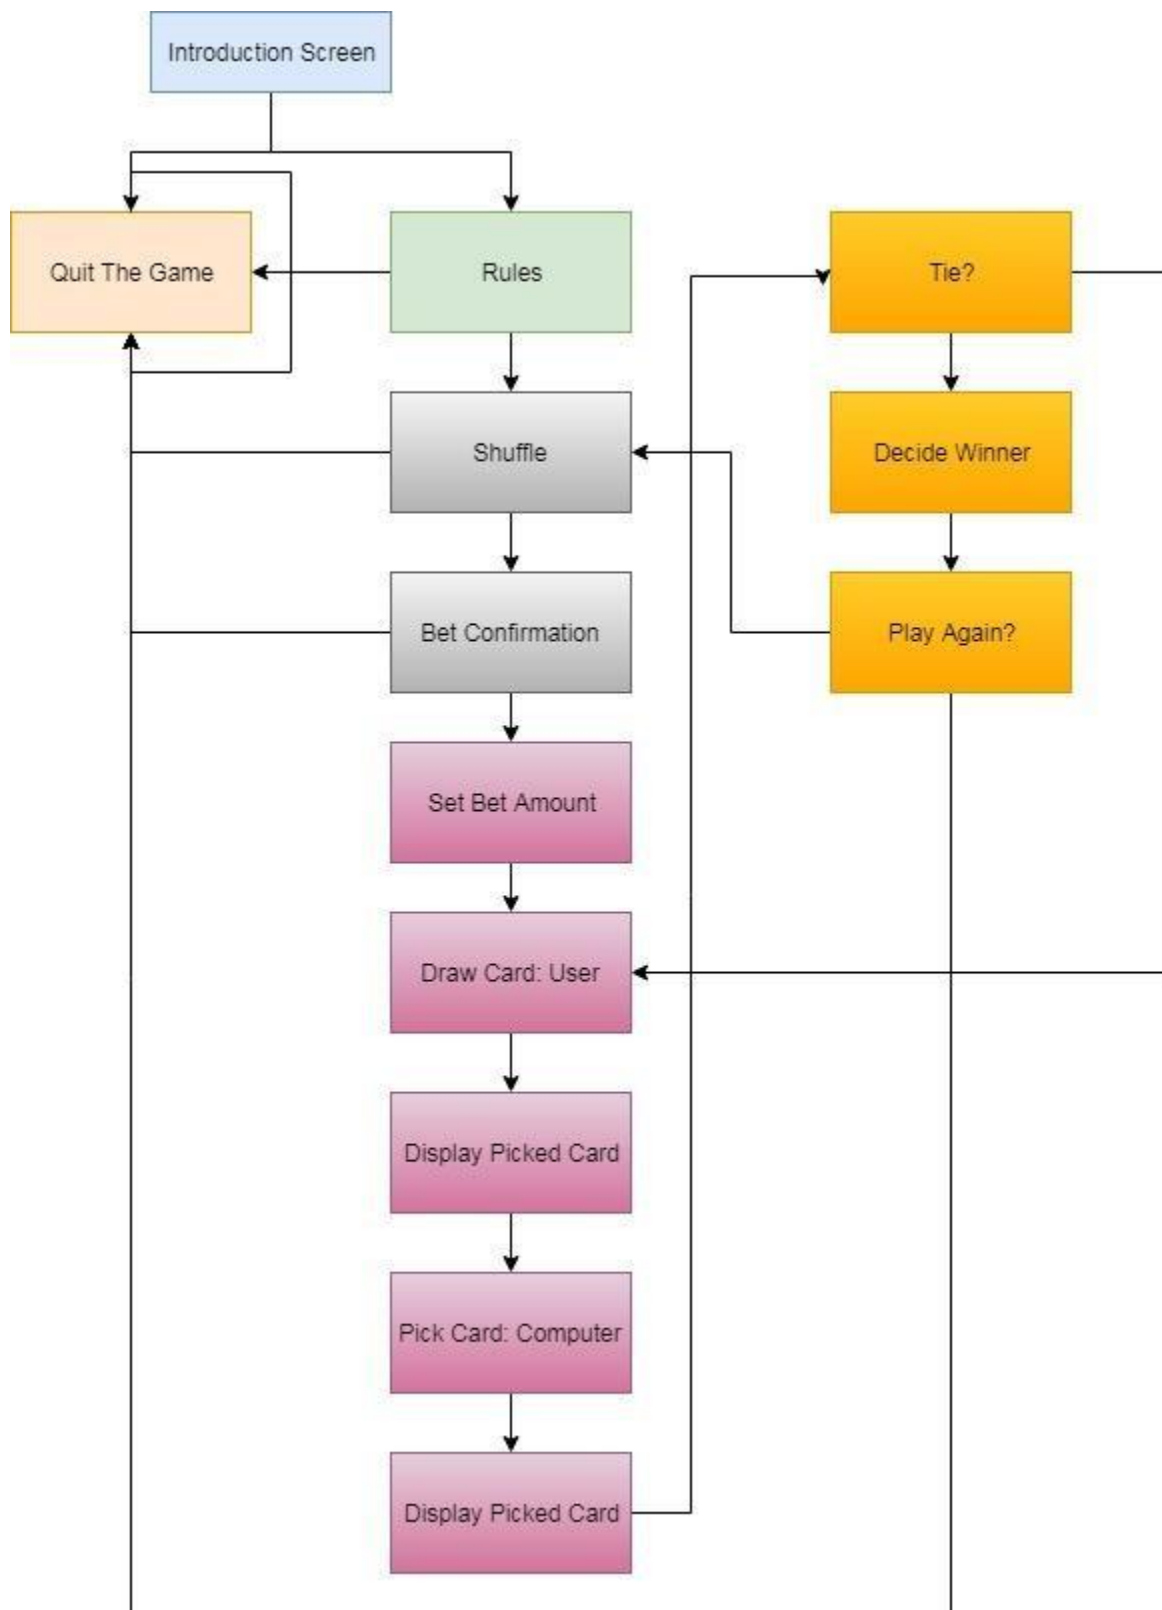 Introduction Screen
Quit The Game
Rules
Tie?
Shuffle
Decide Winner
Bet Confirmation
Play Again?
Set Bet Amount
Draw Card: User
Display Picked Card
Pick Card: Computer
Display Picked Card